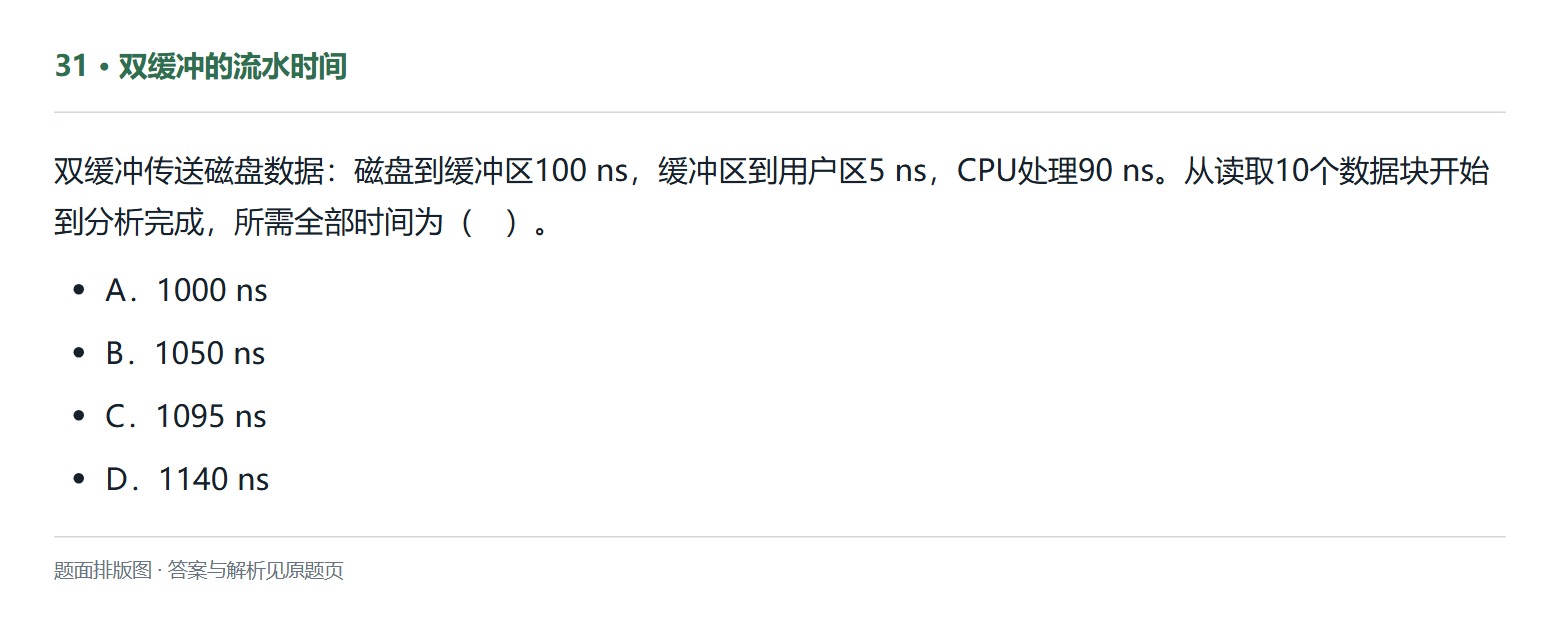 31 · 双缓冲的流水时间
双缓冲传送磁盘数据：磁盘到缓冲区100 ns，缓冲区到用户区5 ns，CPU处理90 ns。从读取10个数据块开始
到分析完成，所需全部时间为（　）。
• A．1000 ns
• B．1050 ns
• C．1095 ns
• D．1140 ns
题面排版图 · 答案与解析见原题页